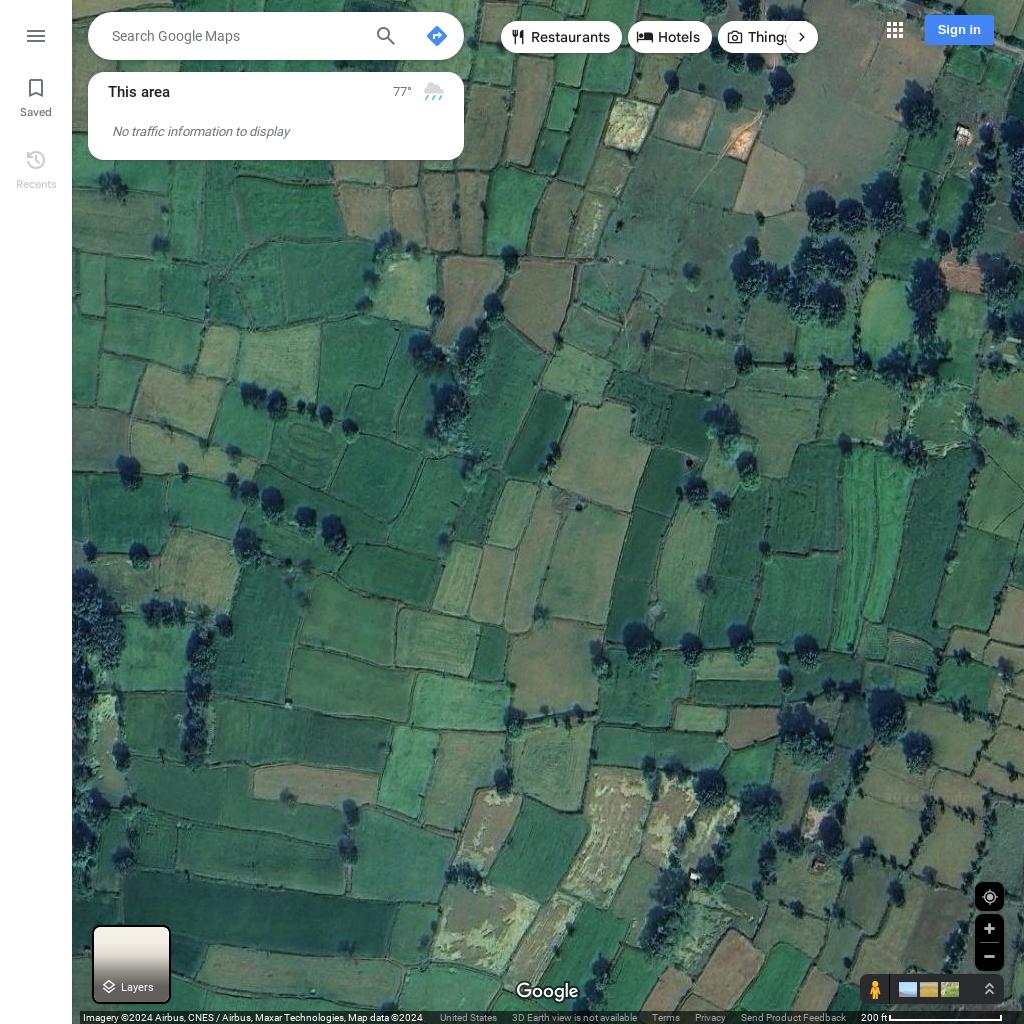 Search Google Maps
Restaurants
Hotels
Things
Sign in
Saved
Recents
This area
77°
No traffic information to display
Layers
Google
Imagery ©2024 Airbus, CNES / Airbus, Maxar Technologies, Map data ©2024
United States
3D Earth view is not available
Terms
Privacy
Send Product Feedback
200 ft